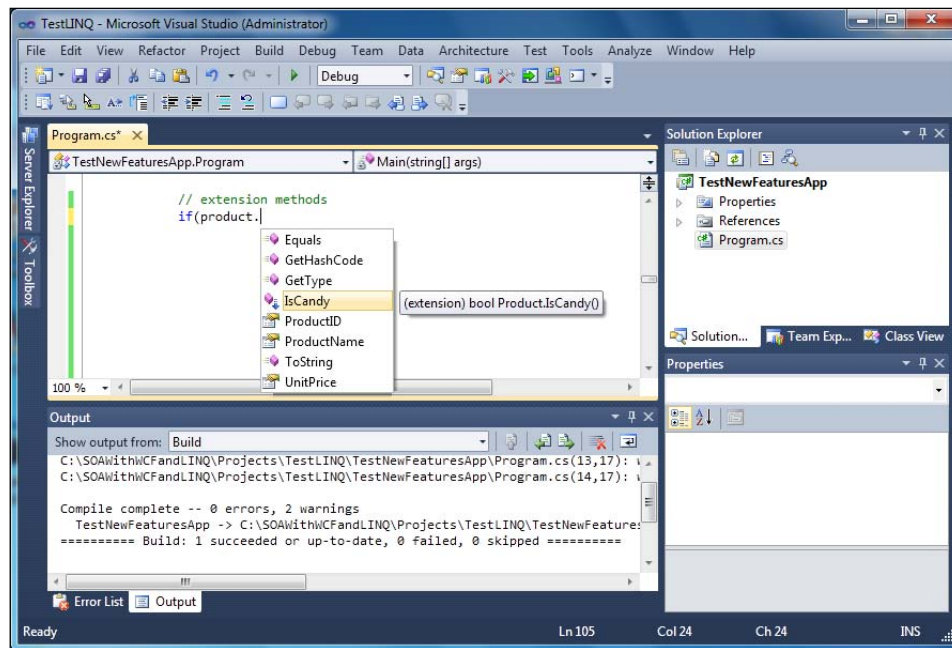 TestLINQ - Microsoft Visual Studio (Administrator)
File Edit View Refactor Project Build Debug Team Data Architecture Test Tools Analyze Window Help
Debug
Server Explorer
Toolbox
Program.cs*
TestNewFeaturesApp.Program
Main(string[] args)
// extension methods
if(product.
Equals
GetHashCode
GetType
IsCandy
(extension) bool Product.IsCandy()
ProductID
ProductName
ToString
UnitPrice
100 %
Output
Show output from: Build
C:\SOAWithWCFandLINQ\Projects\TestLINQ\TestNewFeaturesApp\Program.cs(13,17): w
C:\SOAWithWCFandLINQ\Projects\TestLINQ\TestNewFeaturesApp\Program.cs(14,17): w
Compile complete -- 0 errors, 2 warnings
TestNewFeaturesApp -> C:\SOAWithWCFandLINQ\Projects\TestLINQ\TestNewFeatures
========== Build: 1 succeeded or up-to-date, 0 failed, 0 skipped ==========
Error List Output
Solution Explorer
TestNewFeaturesApp
Properties
References
Program.cs
Solution... Team Exp... Class View
Properties
Ready Ln 105 Col 24 Ch 24 INS